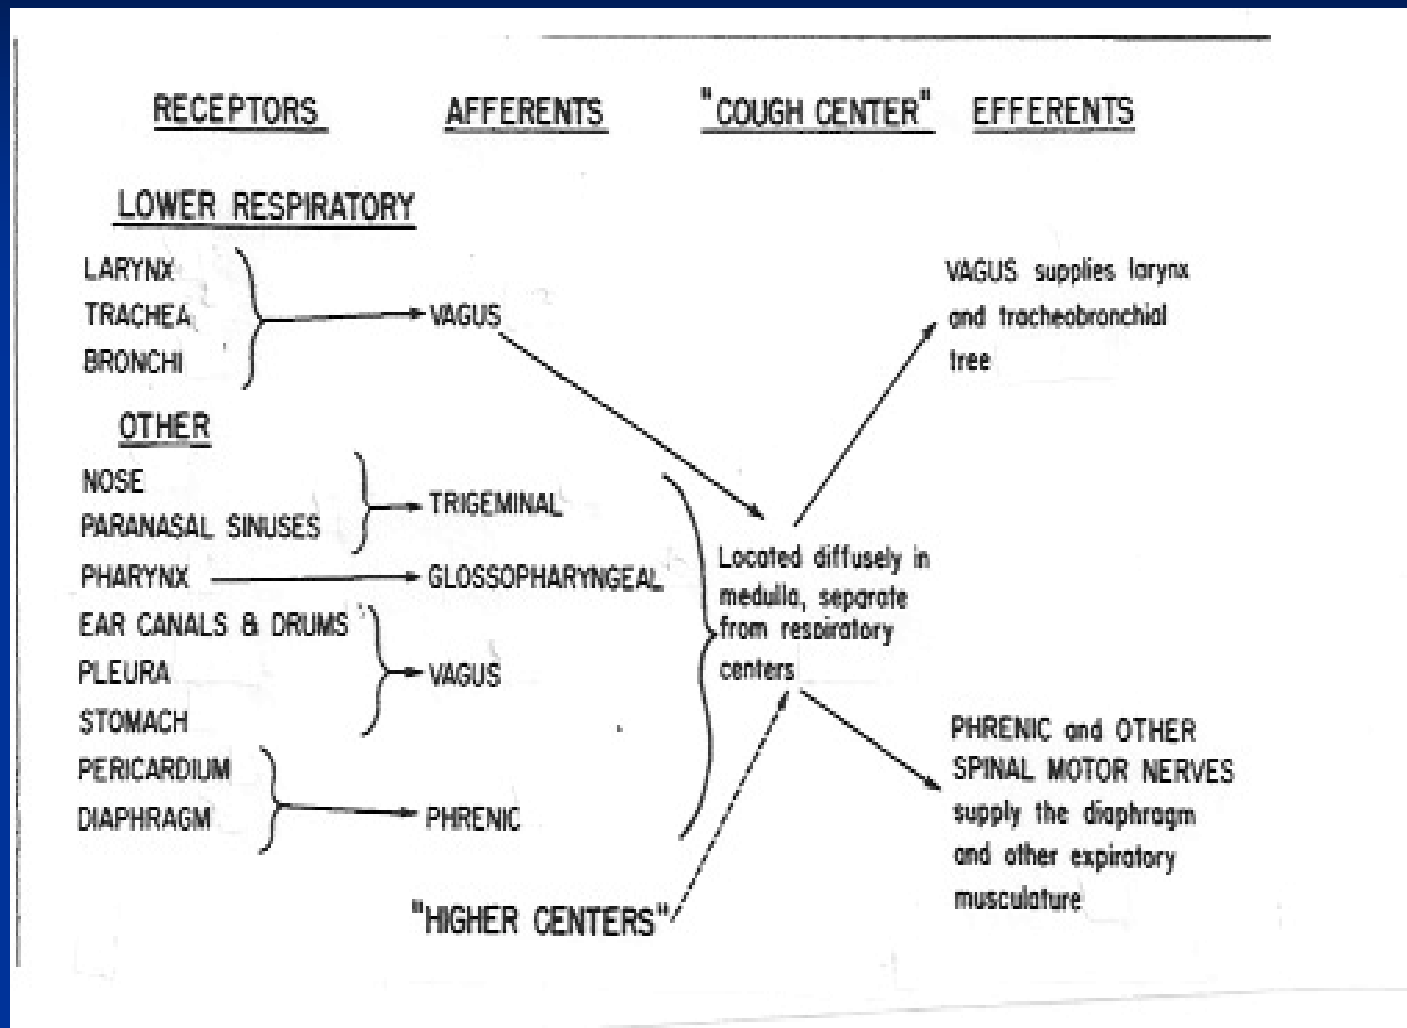 RECEPTORS AFFERENTS "COUGH CENTER" EFFERENTS
LOWER RESPIRATORY
LARYNX
TRACHEA
BRONCHI
VAGUS
OTHER
NOSE
PARANASAL SINUSES
TRIGEMINAL
PHARYNX
GLOSSOPHARYNGEAL
EAR CANALS & DRUMS
PLEURA
STOMACH
VAGUS
PERICARDIUM
DIAPHRAGM
PHRENIC
"HIGHER CENTERS"
Located diffusely in
medulla, separate
from respiratory
centers
VAGUS supplies larynx
and tracheobronchial
tree
PHRENIC and OTHER
SPINAL MOTOR NERVES
supply the diaphragm
and other expiratory
musculature